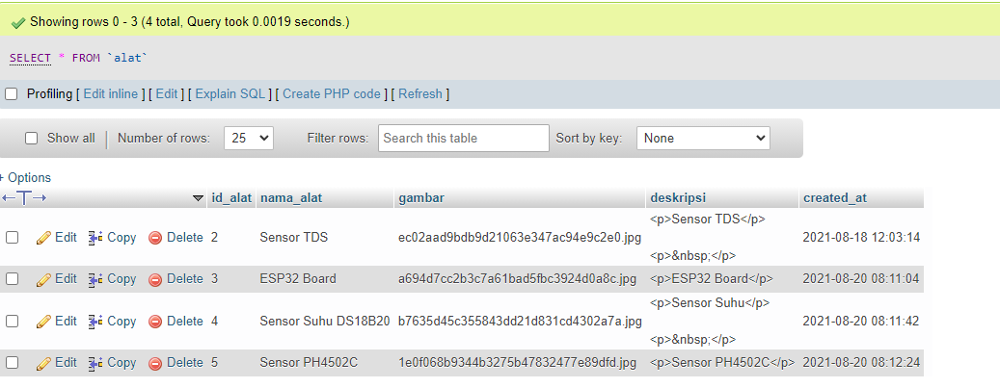 Showing rows 0 - 3 (4 total, Query took 0.0019 seconds.)
SELECT * FROM `alat`
Profiling [ Edit inline ] [ Edit ] [ Explain SQL ] [ Create PHP code ] [ Refresh ]
Show all | Number of rows: 25 Filter rows: Search this table Sort by key: None
+ Options
id_alat nama_alat gambar deskripsi created_at
<p>Sensor TDS</p>
Edit Copy Delete 2 Sensor TDS ec02aad9bdb9d21063e347ac94e9c2e0.jpg 2021-08-18 12:03:14
<p>&nbsp;</p>
Edit Copy Delete 3 ESP32 Board a694d7cc2b3c7a61bad5fbc3924d0a8c.jpg <p>ESP32 Board</p> 2021-08-20 08:11:04
<p>Sensor Suhu</p>
Edit Copy Delete 4 Sensor Suhu DS18B20 b7635d45c355843dd21d831cd4302a7a.jpg 2021-08-20 08:11:42
<p>&nbsp;</p>
Edit Copy Delete 5 Sensor PH4502C 1e0f068b9344b3275b47832477e89dfd.jpg <p>Sensor PH4502C</p> 2021-08-20 08:12:24